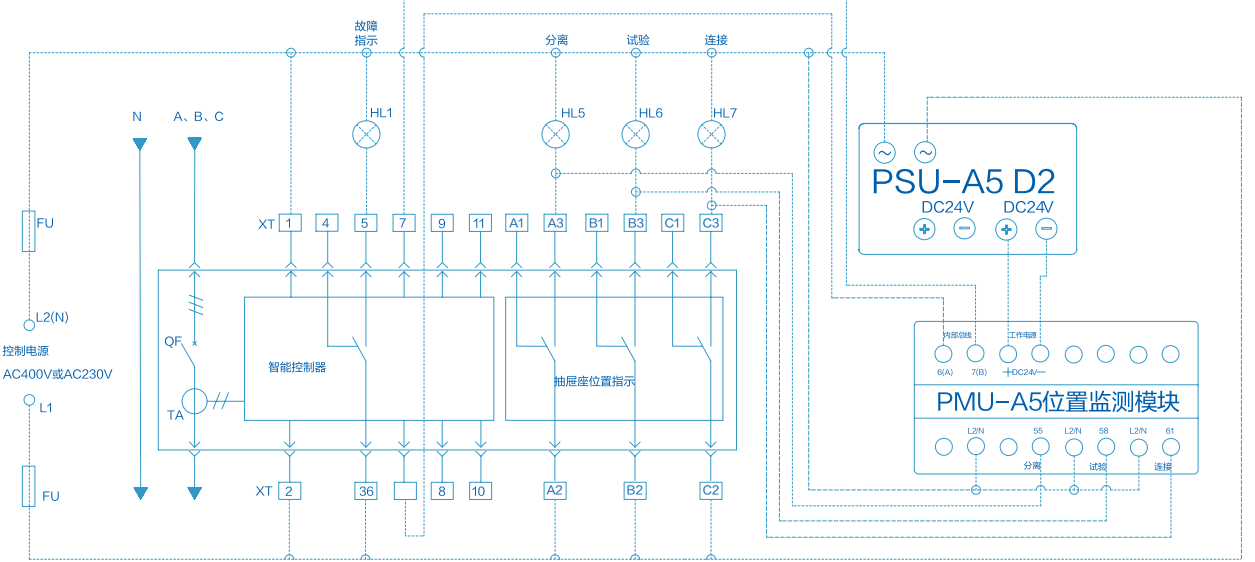 故障
指示
分离
试验
连接
N
A、B、C
HL1
HL5
HL6
HL7
PSU-A5 D2
DC24V
DC24V
FU
XT
1
4
5
7
9
11
A1
A3
B1
B3
C1
C3
L2(N)
控制电源
AC400V或AC230V
L1
QF
TA
智能控制器
抽屉座位置指示
内部总线
工作电源
6(A)
7(B)
+DC24V-
PMU-A5位置监测模块
L2/N
55
L2/N
58
L2/N
61
分离
试验
连接
FU
XT
2
36
8
10
A2
B2
C2